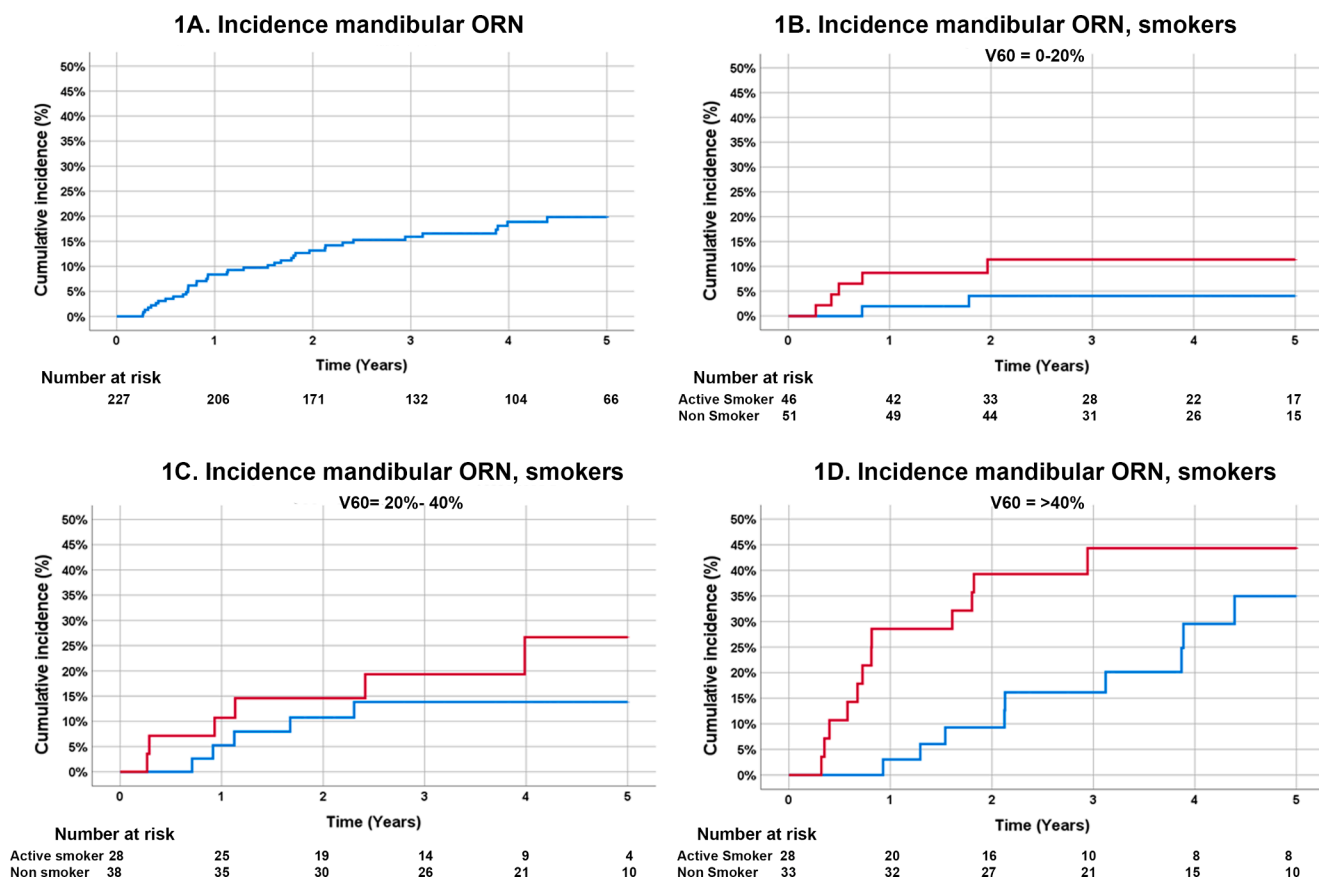 1A. Incidence mandibular ORN
Cumulative incidence (%)
50%
45%
40%
35%
30%
25%
20%
15%
10%
5%
0%
0 1 2 3 4 5
Time (Years)
Number at risk
227 206 171 132 104 66
1B. Incidence mandibular ORN, smokers
V60 = 0-20%
Cumulative incidence (%)
50%
45%
40%
35%
30%
25%
20%
15%
10%
5%
0%
0 1 2 3 4 5
Time (Years)
Number at risk
Active Smoker 46 42 33 28 22 17
Non Smoker 51 49 44 31 26 15
1C. Incidence mandibular ORN, smokers
V60= 20%- 40%
Cumulative incidence (%)
50%
45%
40%
35%
30%
25%
20%
15%
10%
5%
0%
0 1 2 3 4 5
Time (Years)
Number at risk
Active smoker 28 25 19 14 9 4
Non smoker 38 35 30 26 21 10
1D. Incidence mandibular ORN, smokers
V60 = >40%
Cumulative incidence (%)
50%
45%
40%
35%
30%
25%
20%
15%
10%
5%
0%
0 1 2 3 4 5
Time (Years)
Number at risk
Active Smoker 28 20 16 10 8 8
Non smoker 33 32 27 21 15 10